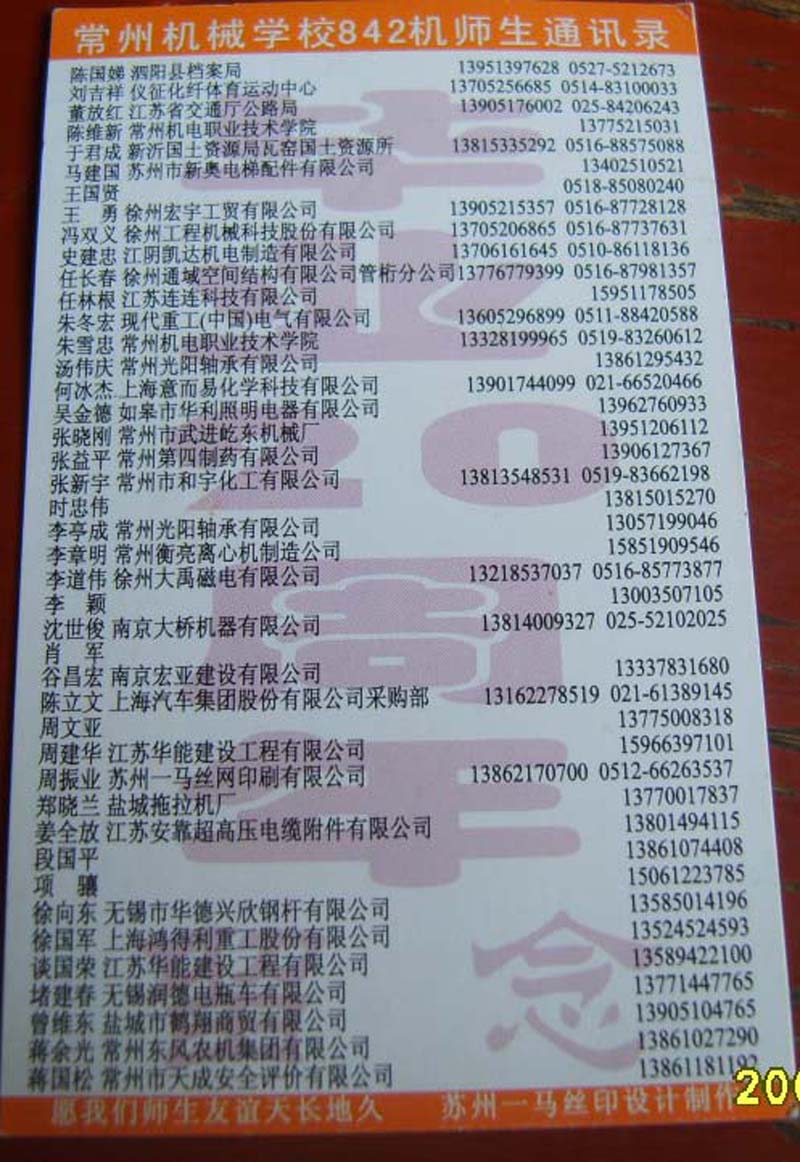 常州机械学校842机师生通讯录
陈国娣 泗阳县档案局 13951397628 0527-5212673
刘吉祥 仪征化纤体育运动中心 13705256685 0514-83100033
董放红 江苏省交通厅公路局 13905176002 025-84206243
陈维新 常州机电职业技术学院 13775215031
于君成 新沂国土资源局瓦窑国土资源所 13815335292 0516-88575088
马建国 苏州市新奥电梯配件有限公司 13402510521
王国贤 0518-85080240
王 勇 徐州宏宇工贸有限公司 13905215357 0516-87728128
冯双义 徐州工程机械科技股份有限公司 13705206865 0516-87737631
史建忠 江阴凯达机电制造有限公司 13706161645 0510-86118136
任长春 徐州通域空间结构有限公司管桁分公司 13776779399 0516-87981357
任林根 江苏连连科技有限公司 15951178505
朱冬宏 现代重工(中国)电气有限公司 13605296899 0511-88420588
朱雪忠 常州机电职业技术学院 13328199965 0519-83260612
汤伟庆 常州光阳轴承有限公司 13861295432
何冰杰 上海意而易化学科技有限公司 13901744099 021-66520466
吴金德 如皋市华利照明电器有限公司 13962760933
张晓刚 常州市武进屹东机械厂 13951206112
张益平 常州第四制药有限公司 13906127367
张新宇 常州市和宇化工有限公司 13813548531 0519-83662198
时忠伟 13815015270
李亭成 常州光阳轴承有限公司 13057199046
李章明 常州衡亮离心机制造公司 15851909546
李道伟 徐州大禹磁电有限公司 13218537037 0516-85773877
李 颖 13003507105
沈世俊 南京大桥机器有限公司 13814009327 025-52102025
肖 军
谷昌宏 南京宏亚建设有限公司 13337831680
陈立文 上海汽车集团股份有限公司采购部 13162278519 021-61389145
周文亚 13775008318
周建华 江苏华能建设工程有限公司 15966397101
周振业 苏州一马丝网印刷有限公司 13862170700 0512-66263537
郑晓兰 盐城拖拉机厂 13770017837
姜全放 江苏安靠超高压电缆附件有限公司 13801494115
段国平 13861074408
项 骧 15061223785
徐向东 无锡市华德兴欣钢杆有限公司 13585014196
徐国军 上海鸿得利重工股份有限公司 13524524593
谈国荣 江苏华能建设工程有限公司 13589422100
堵建春 无锡润德电瓶车有限公司 13771447765
曾维东 盐城市鹤翔商贸有限公司 13905104765
蒋余光 常州东风农机集团有限公司 13861027290
蒋国松 常州市天成安全评价有限公司 13861181192
愿我们师生友谊天长地久 苏州一马丝印设计制作
毕业20周年
念
200